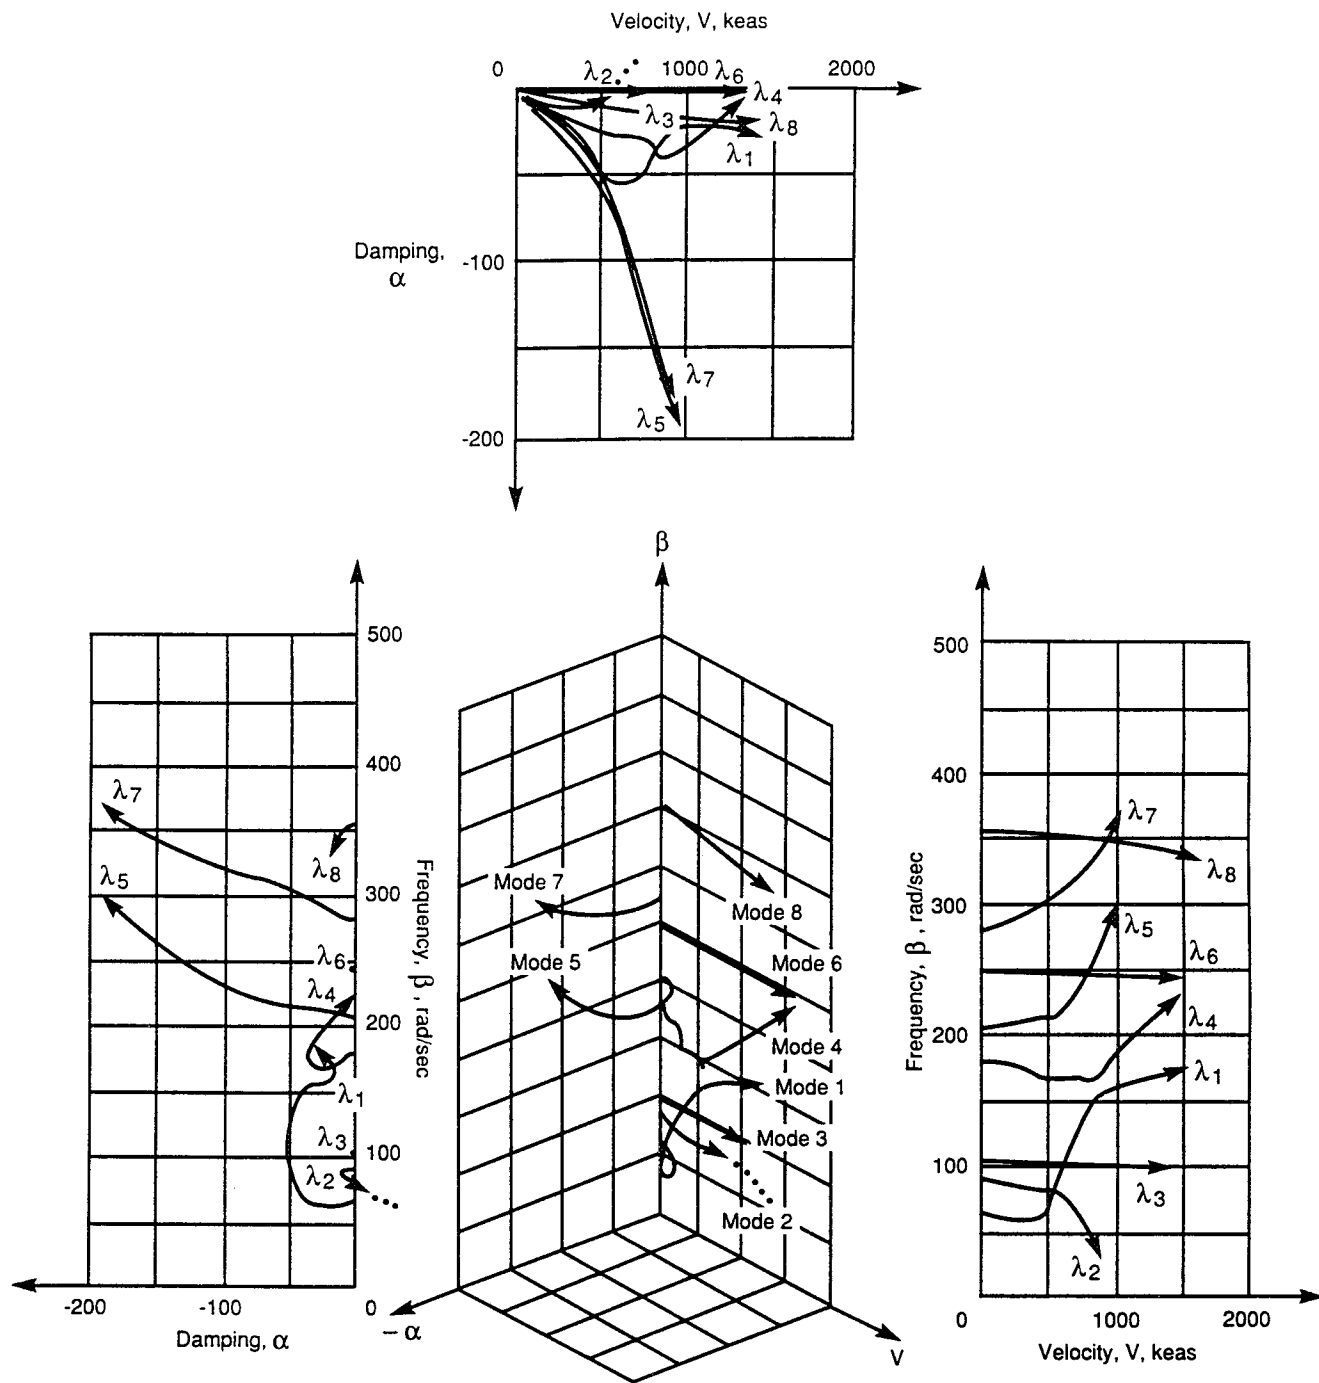 Velocity, V, keas
0
λ2
1000
λ6
2000
λ4
λ3
λ8
λ1
Damping,
α
-100
λ7
λ5
-200
β
500
400
λ7
λ8
λ5
300
λ6
λ4
200
λ1
λ3
100
λ2
-200
-100
0
Damping, α
Frequency, β, rad/sec
Mode 7
Mode 8
Mode 5
Mode 6
Mode 4
Mode 1
Mode 3
Mode 2
– α
V
Frequency, β, rad/sec
500
400
λ7
λ8
300
λ5
λ6
200
λ4
λ1
100
λ3
λ2
0
1000
2000
Velocity, V, keas